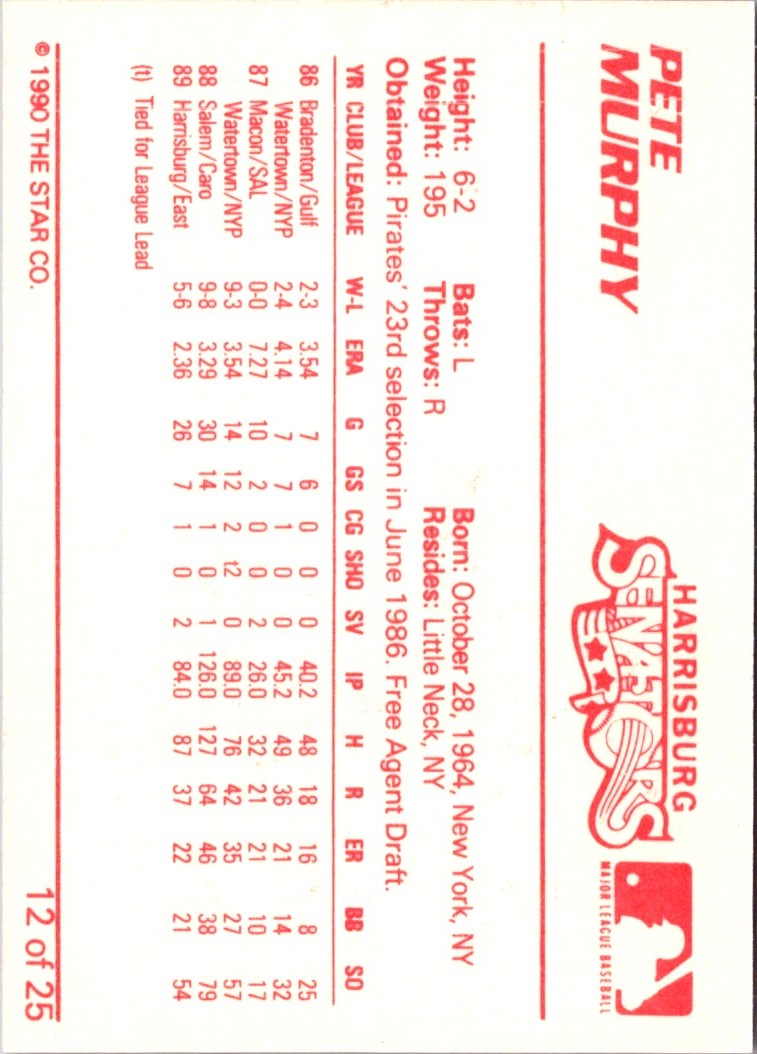 PETE
MURPHY
HARRISBURG
SENATORS
MAJOR LEAGUE BASEBALL
Height: 6-2 Bats: L Born: October 28, 1964, New York, NY
Weight: 195 Throws: R Resides: Little Neck, NY
Obtained: Pirates' 23rd selection in June 1986. Free Agent Draft.
YR CLUB/LEAGUE W-L ERA G GS CG SHO SV IP H R ER BB SO
86 Bradenton/Gulf 2-3 3.54 7 6 0 0 0 40.2 48 18 16 8 25
Watertown/NYP 2-4 4.14 7 7 1 0 0 45.2 49 36 21 14 32
87 Macon/SAL 0-0 7.27 10 2 0 0 2 26.0 32 21 21 10 17
Watertown/NYP 9-3 3.54 14 12 2 t2 0 89.0 76 42 35 27 57
88 Salem/Caro 9-8 3.29 30 14 1 0 1 126.0 127 64 46 38 79
89 Harrisburg/East 5-6 2.36 26 7 1 0 2 84.0 87 37 22 21 54
(t) Tied for League Lead
© 1990 THE STAR CO. 12 of 25